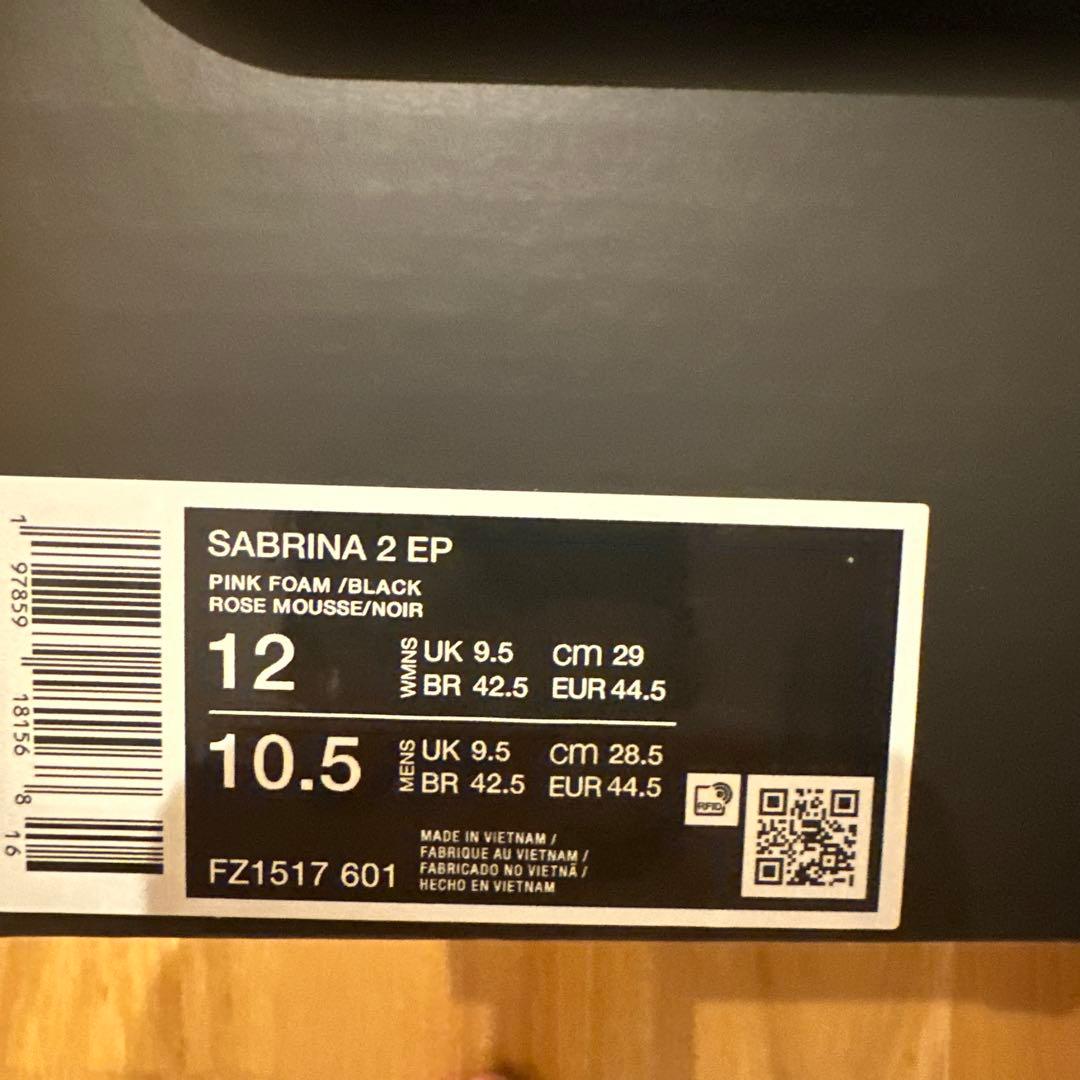 SABRINA 2 EP
PINK FOAM /BLACK
ROSE MOUSSE/NOIR
12 WMNS UK 9.5 cm 29
BR 42.5 EUR 44.5
10.5 MENS UK 9.5 cm 28.5
BR 42.5 EUR 44.5
RFID
FZ1517 601
MADE IN VIETNAM /
FABRIQUE AU VIETNAM /
FABRICADO NO VIETNÃ /
HECHO EN VIETNAM
1 97859 18156 8 16